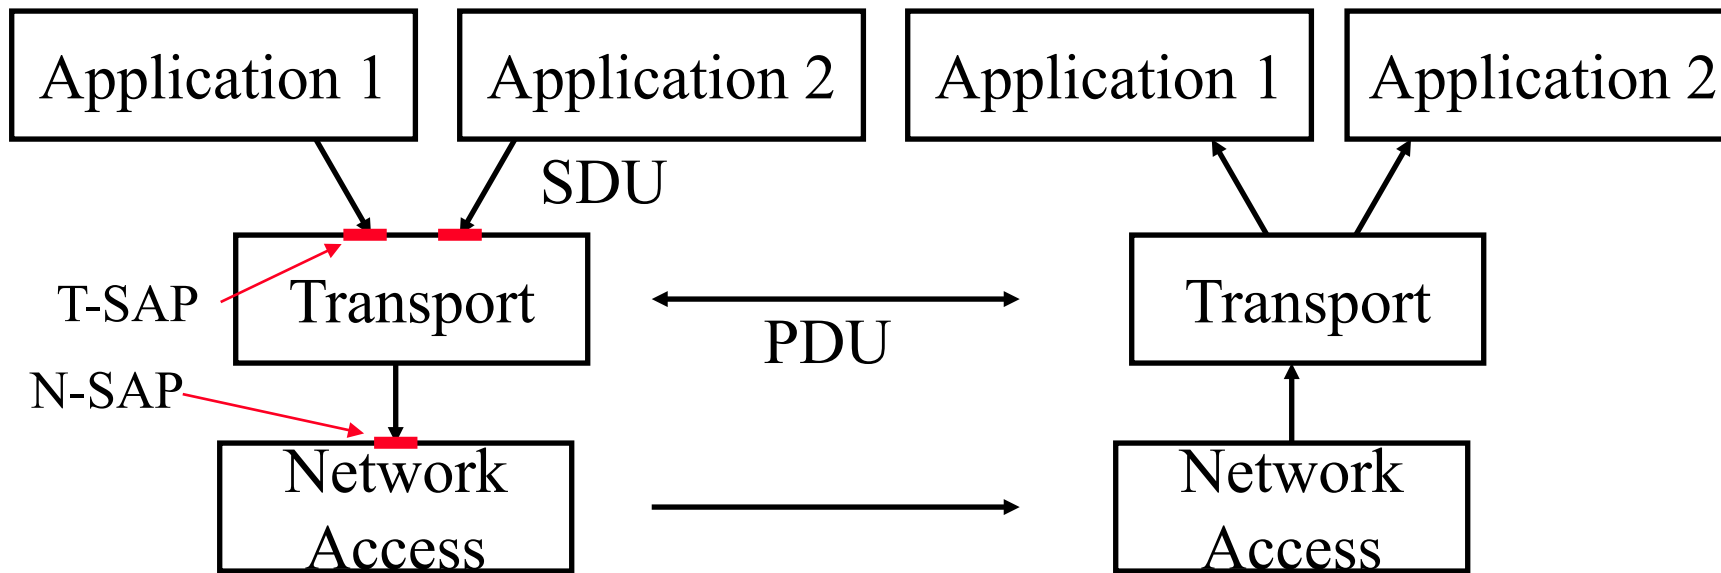 Application 1
Application 2
Application 1
Application 2
SDU
T-SAP
Transport
PDU
Transport
N-SAP
Network
Access
Network
Access